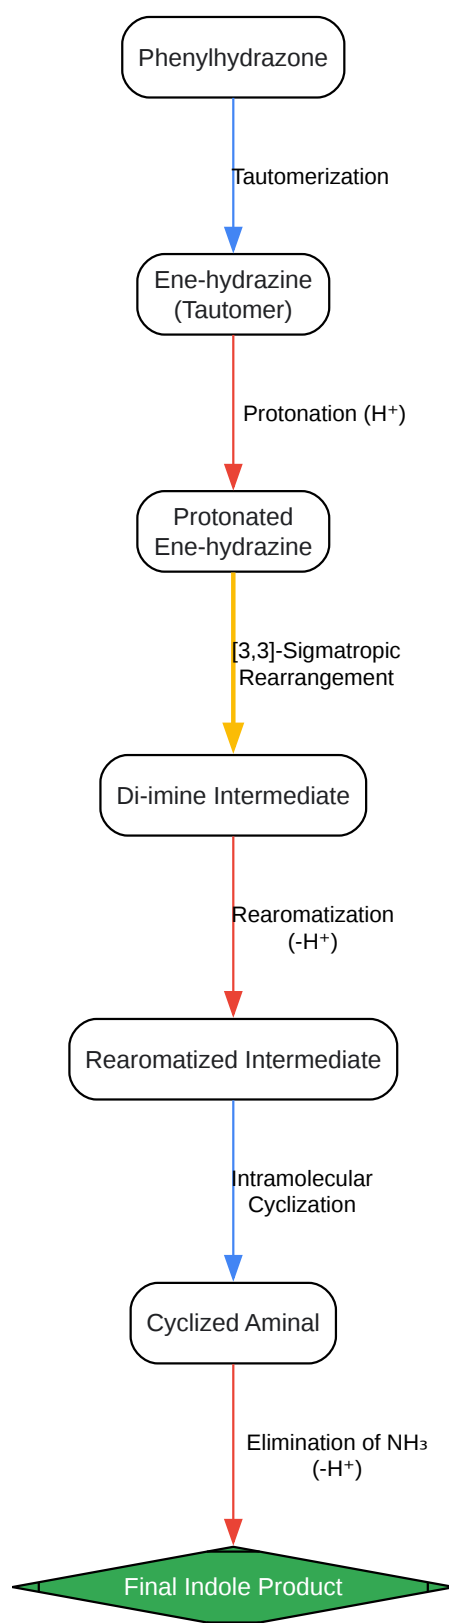 Phenylhydrazone
Tautomerization
Ene-hydrazine
(Tautomer)
Protonation (H⁺)
Protonated
Ene-hydrazine
[3,3]-Sigmatropic
Rearrangement
Di-imine Intermediate
Rearomatization
(-H⁺)
Rearomatized Intermediate
Intramolecular
Cyclization
Cyclized Aminal
Elimination of NH₃
(-H⁺)
Final Indole Product